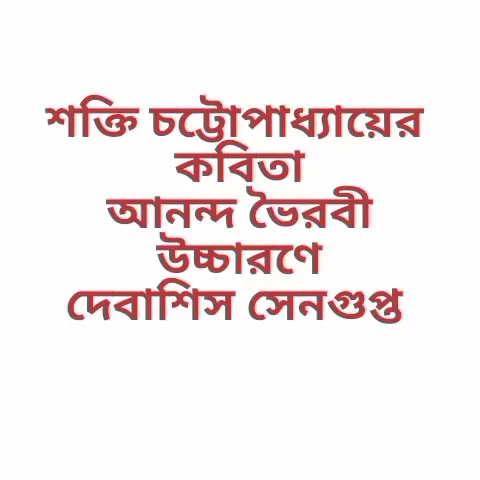 শক্তি চট্টোপাধ্যায়ের
কবিতা
আনন্দ ভৈরবী
উচ্চারণে
দেবাশিস সেনগুপ্ত